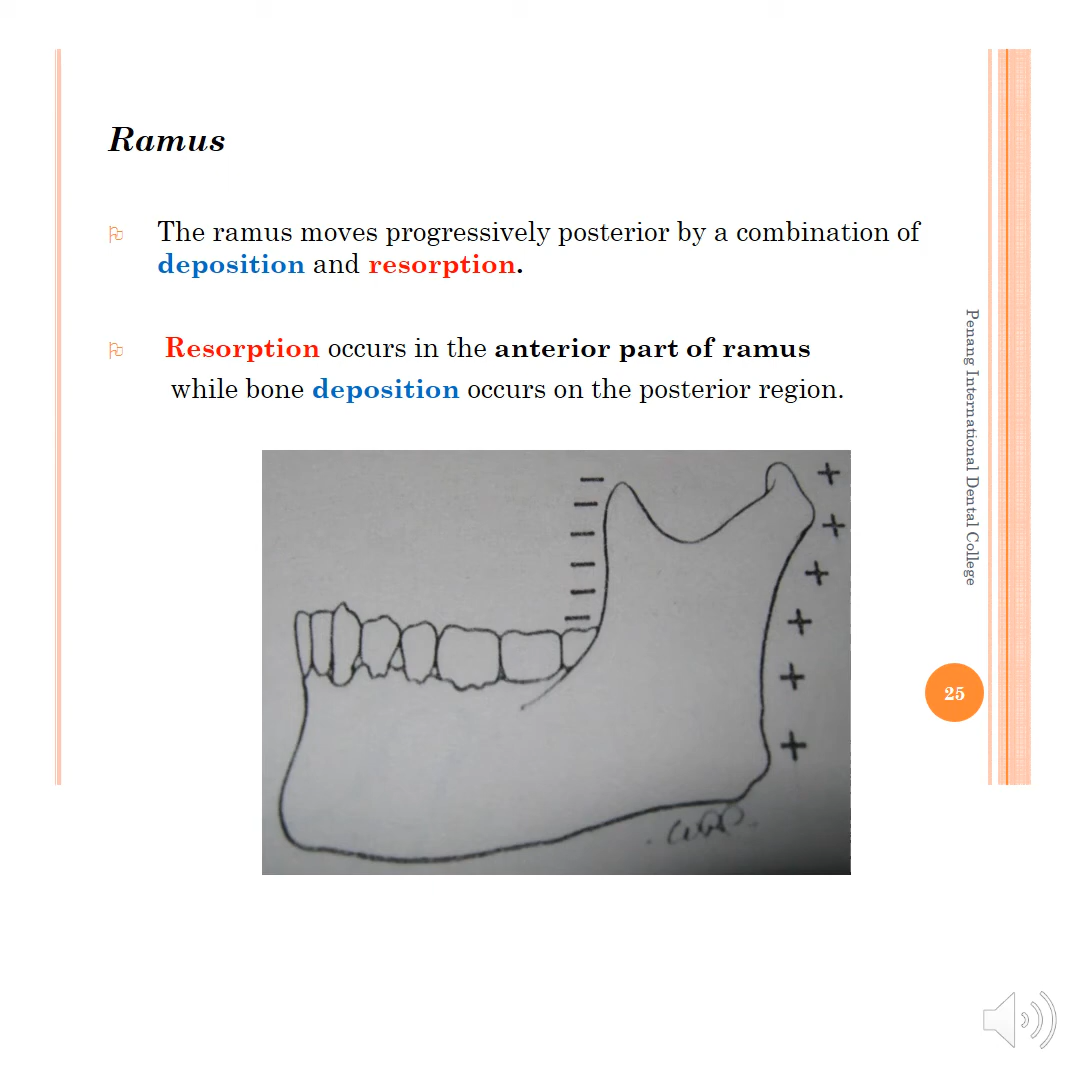 Ramus
The ramus moves progressively posterior by a combination of
deposition and resorption.
Resorption occurs in the anterior part of ramus
while bone deposition occurs on the posterior region.
Penang International Dental College
25